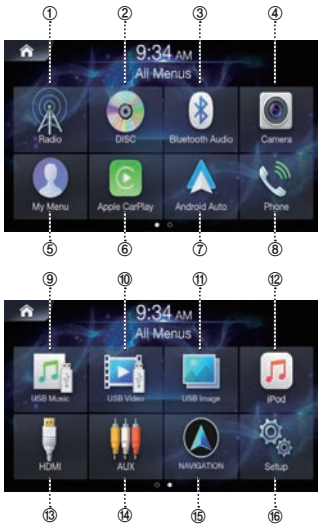 ① ② ③ ④
9:34 AM
All Menus
Radio DISC Bluetooth Audio Camera
My Menu Apple CarPlay Android Auto Phone
⑤ ⑥ ⑦ ⑧
⑨ ⑩ ⑪ ⑫
9:34 AM
All Menus
USB Music USB Video USB Image iPod
HDMI AUX NAVIGATION Setup
⑬ ⑭ ⑮ ⑯